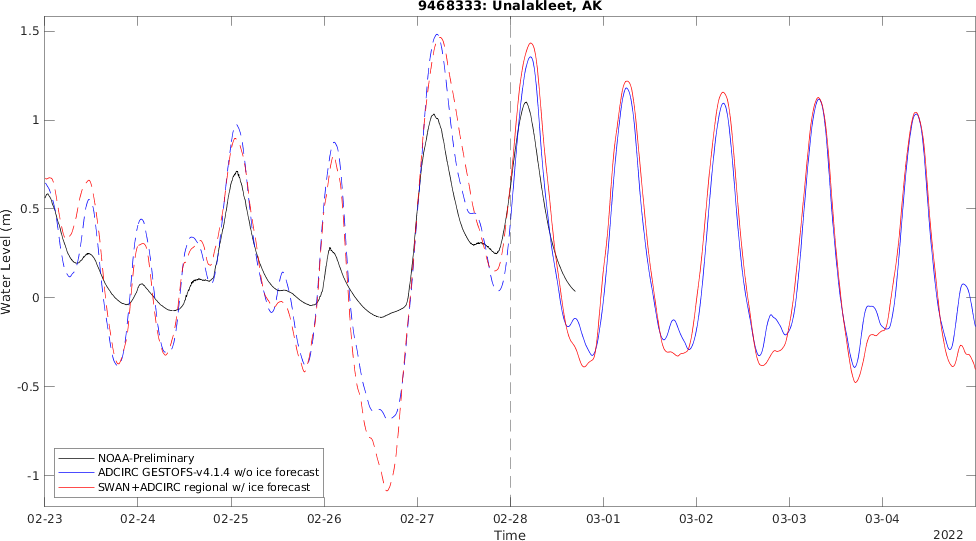 9468333: Unalakleet, AK
Water Level (m)
1.5
1
0.5
0
-0.5
-1
NOAA-Preliminary
ADCIRC GESTOFS-v4.1.4 w/o ice forecast
SWAN+ADCIRC regional w/ ice forecast
02-23 02-24 02-25 02-26 02-27 02-28 03-01 03-02 03-03 03-04
Time
2022